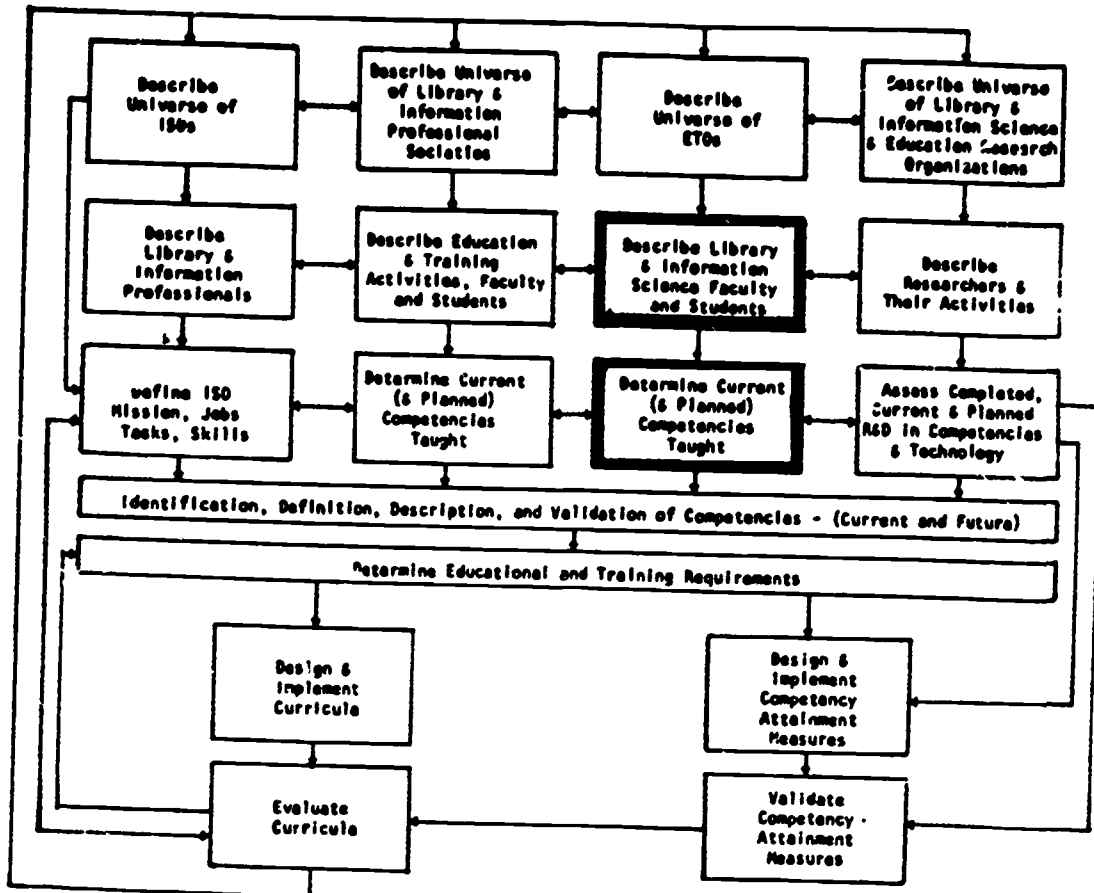 Describe
Universe of
ISOs
Describe Universe
of Library &
Information
Professional
Societies
Describe
Universe of
ETOs
Describe Universe
of Library &
Information Science
& Education Research
Organizations
Describe
Library &
Information
Professionals
Describe Education
& Training
Activities, Faculty
and Students
Describe Library
& Information
Science Faculty
and Students
Describe
Researchers &
Their Activities
Define ISO
Mission, Jobs
Tasks, Skills
Determine Current
(& Planned)
Competencies
Taught
Determine Current
(& Planned)
Competencies
Taught
Assess Completed,
Current & Planned
R&D in Competencies
& Technology
Identification, Definition, Description, and Validation of Competencies - (Current and Future)
Determine Educational and Training Requirements
Design &
Implement
Curricula
Design &
Implement
Competency
Attainment
Measures
Evaluate
Curricula
Validate
Competency
Attainment
Measures